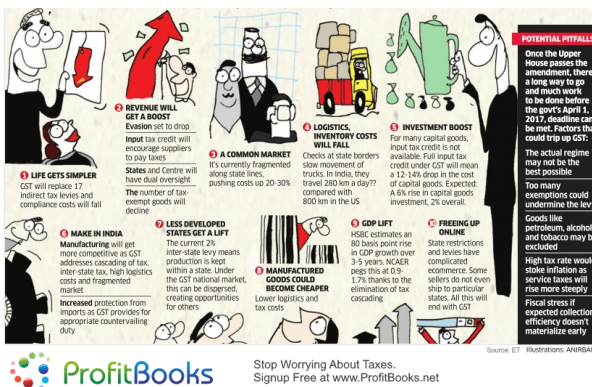 1 LIFE GETS SIMPLER
GST will replace 17
indirect tax levies and
compliance costs will fall
2 REVENUE WILL
GET A BOOST
Evasion set to drop
Input tax credit will
encourage suppliers
to pay taxes
States and Centre will
have dual oversight
The number of tax-
exempt goods will
decline
3 A COMMON MARKET
It's currently fragmented
along state lines,
pushing costs up 20-30%
4 LOGISTICS,
INVENTORY COSTS
WILL FALL
Checks at state borders
slow movement of
trucks. In India, they
travel 280 km a day??
compared with
800 km in the US
5 INVESTMENT BOOST
For many capital goods,
input tax credit is not
available. Full input tax
credit under GST will mean
a 12-14% drop in the cost
of capital goods. Expected:
A 6% rise in capital goods
investment, 2% overall.
6 MAKE IN INDIA
Manufacturing will get
more competitive as GST
addresses cascading of tax,
inter-state tax, high logistics
costs and fragmented
market
Increased protection from
imports as GST provides for
appropriate countervailing
duty
7 LESS DEVELOPED
STATES GET A LIFT
The current 2%
inter-state levy means
production is kept
within a state. Under
the GST national market,
this can be dispersed,
creating opportunities
for others
8 MANUFACTURED
GOODS COULD
BECOME CHEAPER
Lower logistics and
tax costs
9 GDP LIFT
HSBC estimates an
80 basis point rise
in GDP growth over
3-5 years. NCAER
pegs this at 0.9-
1.7% thanks to the
elimination of tax
cascading
10 FREEING UP
ONLINE
State restrictions
and levies have
complicated
ecommerce. Some
sellers do not even
ship to particular
states. All this will
end with GST
POTENTIAL PITFALLS
Once the Upper
House passes the
amendment, there
a long way to go
and much work
to be done before
the govt's April 1,
2017, deadline can
be met. Factors tha
could trip up GST:
The actual regime
may not be the
best possible
Too many
exemptions could
undermine the lev
Goods like
petroleum, alcohol
and tobacco may b
excluded
High tax rate would
stoke inflation as
service taxes will
rise more steeply
Fiscal stress if
expected collection
efficiency doesn't
materialize early
Source: ET Illustrations: ANIRBA
ProfitBooks
Stop Worrying About Taxes.
Signup Free at www.ProfitBooks.net